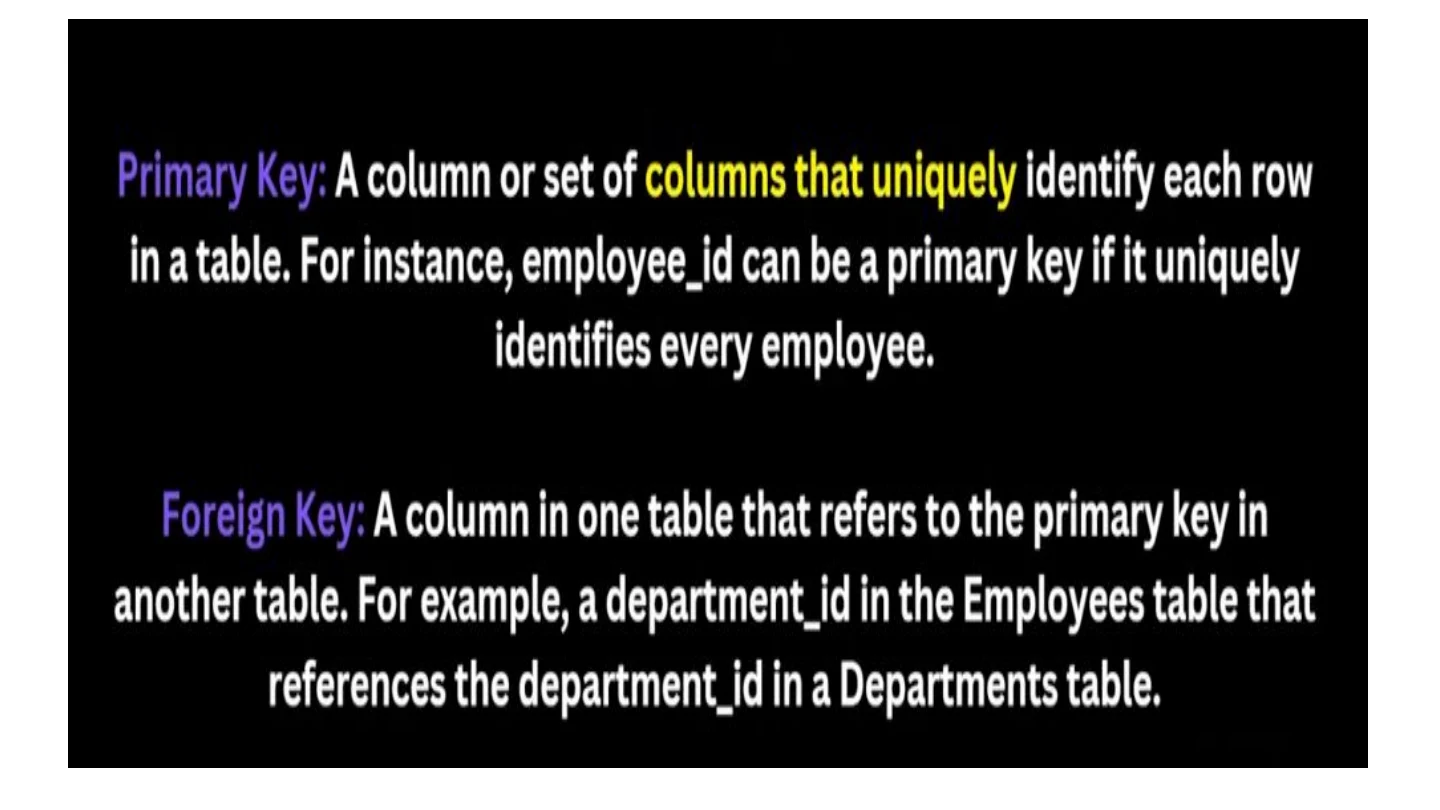 Primary Key: A column or set of columns that uniquely identify each row
in a table. For instance, employee_id can be a primary key if it uniquely
identifies every employee.
Foreign Key: A column in one table that refers to the primary key in
another table. For example, a department_id in the Employees table that
references the department_id in a Departments table.